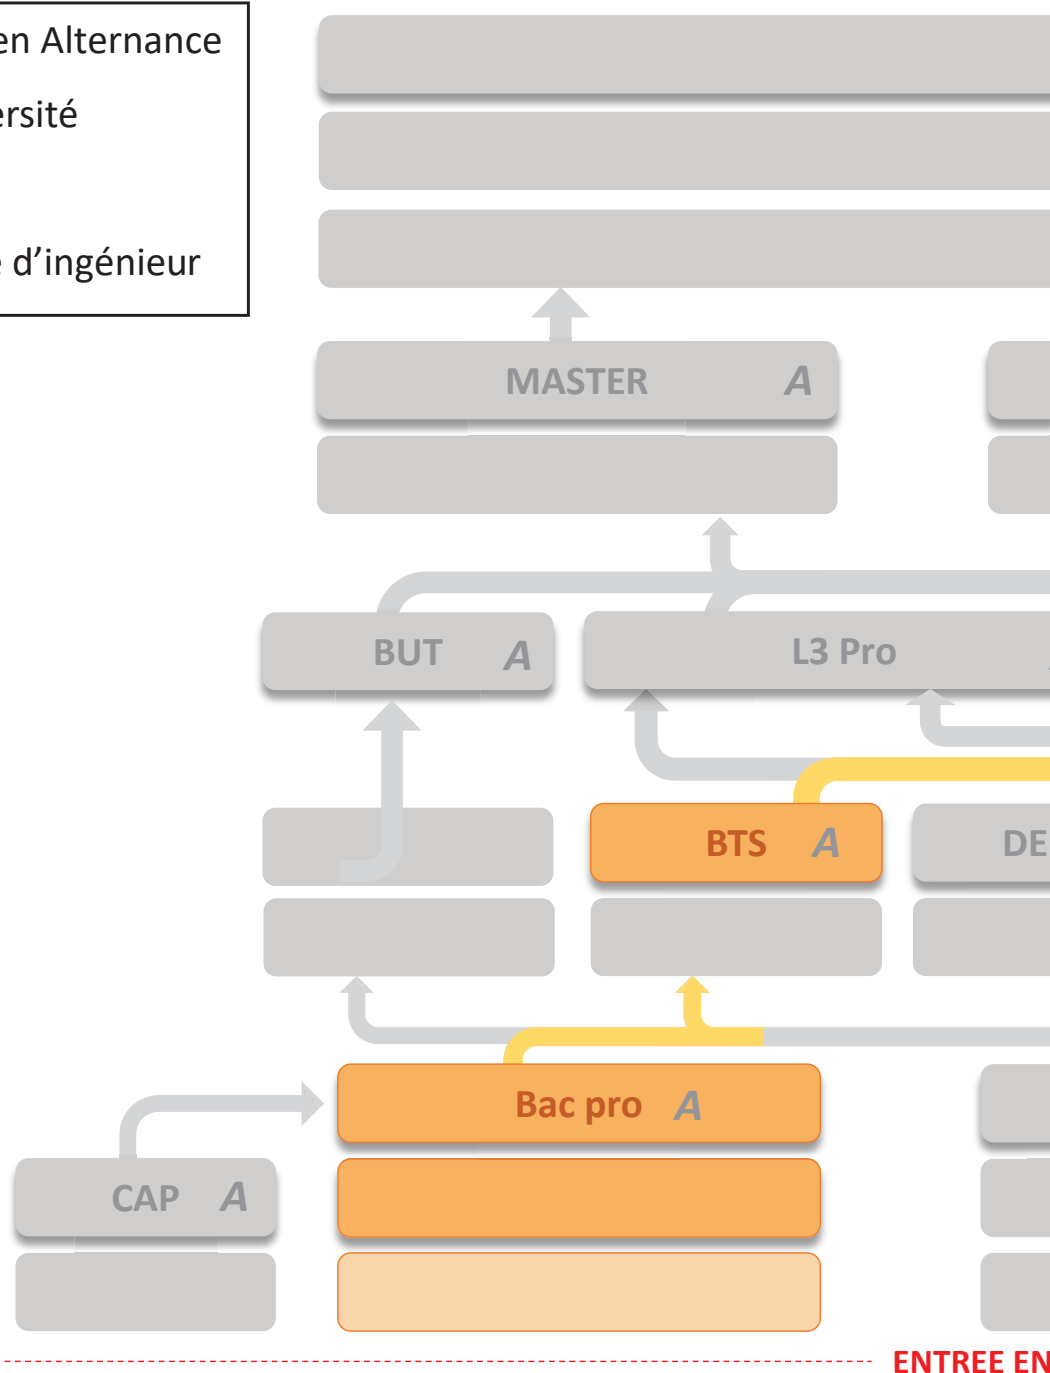 en Alternance
ersité
d'ingénieur
MASTER A
BUT A
L3 Pro
BTS A
DE
Bac pro A
CAP A
ENTREE EN